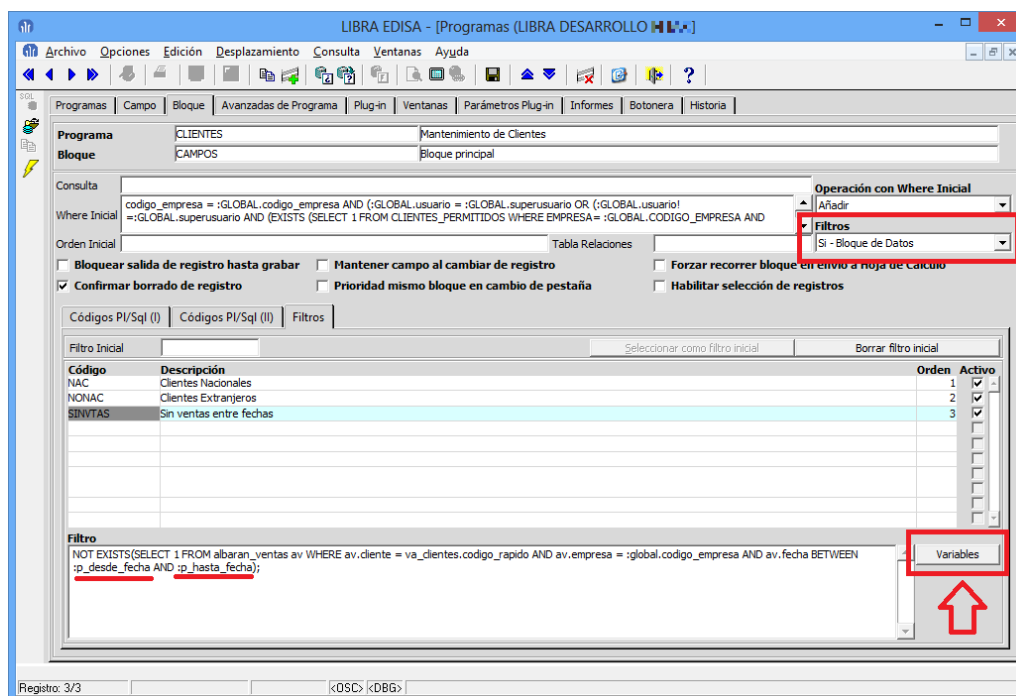 LIBRA EDISA - [Programas (LIBRA DESARROLLO
Archivo Opciones Edición Desplazamiento Consulta Ventanas Ayuda
SQL
Programas Campo Bloque Avanzadas de Programa Plug-in Ventanas Parámetros Plug-in Informes Botonera Historia
Programa CLIENTES Mantenimiento de Clientes
Bloque CAMPOS Bloque principal
Consulta
Operación con Where Inicial
Where Inicial codigo_empresa = :GLOBAL.codigo_empresa AND (:GLOBAL.usuario = :GLOBAL.superusuario OR (:GLOBAL.usuario! Añadir
=:GLOBAL.superusuario AND (EXISTS (SELECT 1 FROM CLIENTES_PERMITIDOS WHERE EMPRESA= :GLOBAL.CODIGO_EMPRESA AND
Filtros
Orden Inicial Tabla Relaciones Si - Bloque de Datos
Bloquear salida de registro hasta grabar Mantener campo al cambiar de registro Forzar recorrer bloque en envío a Hoja de Cálculo
Confirmar borrado de registro Prioridad mismo bloque en cambio de pestaña Habilitar selección de registros
Códigos Pl/Sql (I) Códigos Pl/Sql (II) Filtros
Filtro Inicial Seleccionar como filtro inicial Borrar filtro inicial
Código Descripción Orden Activo
NAC Clientes Nacionales 1
NONAC Clientes Extranjeros 2
SINVTAS Sin ventas entre fechas 3
Filtro
NOT EXISTS(SELECT 1 FROM albaran_ventas av WHERE av.cliente = va_clientes.codigo_rapido AND av.empresa = :global.codigo_empresa AND av.fecha BETWEEN Variables
:p_desde_fecha AND :p_hasta_fecha);
Registro: 3/3 <OSC> <DBG>